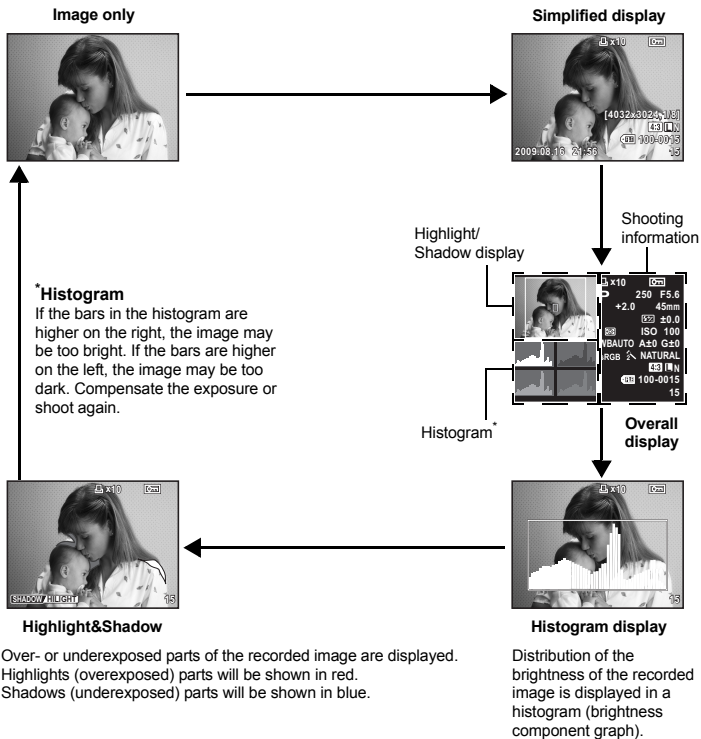 Image only
Simplified display
x10
[4032x3024,1/8]
4:3 L N
100-0015
2009.08.16 21:56
15
Highlight/
Shadow display
Shooting
information
x10
P 250 F5.6
+2.0 45mm
±0.0
ISO 100
WBAUTO A±0 G±0
sRGB NATURAL
4:3 L N
100-0015
15
*Histogram
If the bars in the histogram are
higher on the right, the image may
be too bright. If the bars are higher
on the left, the image may be too
dark. Compensate the exposure or
shoot again.
Histogram*
Overall
display
x10
SHADOW HILIGHT
15
Highlight&Shadow
Over- or underexposed parts of the recorded image are displayed.
Highlights (overexposed) parts will be shown in red.
Shadows (underexposed) parts will be shown in blue.
x10
15
Histogram display
Distribution of the
brightness of the recorded
image is displayed in a
histogram (brightness
component graph).